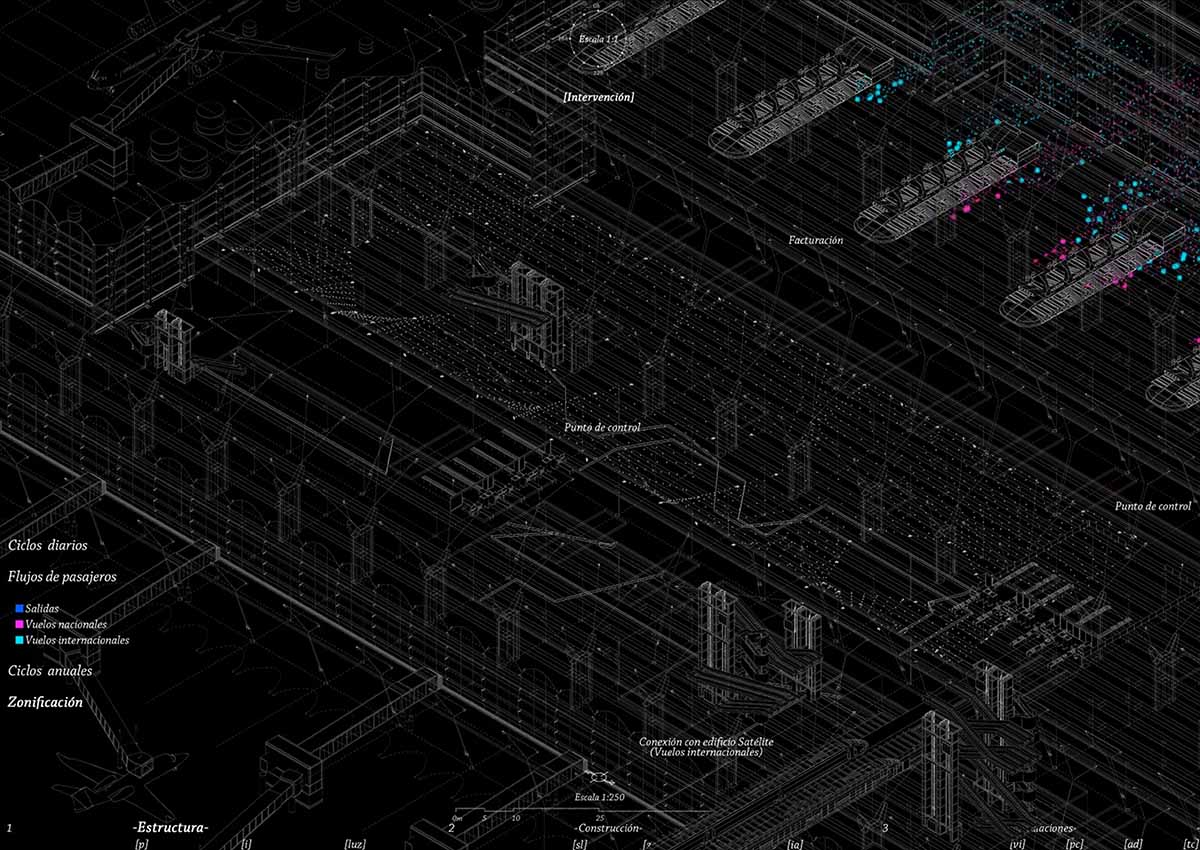 Escala 1:1
[Intervención]
Facturación
Punto de control
Punto de control
Ciclos diarios
Flujos de pasajeros
Salidas
Vuelos nacionales
Vuelos internacionales
Ciclos anuales
Zonificación
Conexión con edificio Satélite
(Vuelos internacionales)
Escala 1:250
0m 5 10 25
1 -Estructura- 2 -Construcción- 3
[p] [i] [luz] [sl] [ia] [vi] [pc] [ad] [tc]